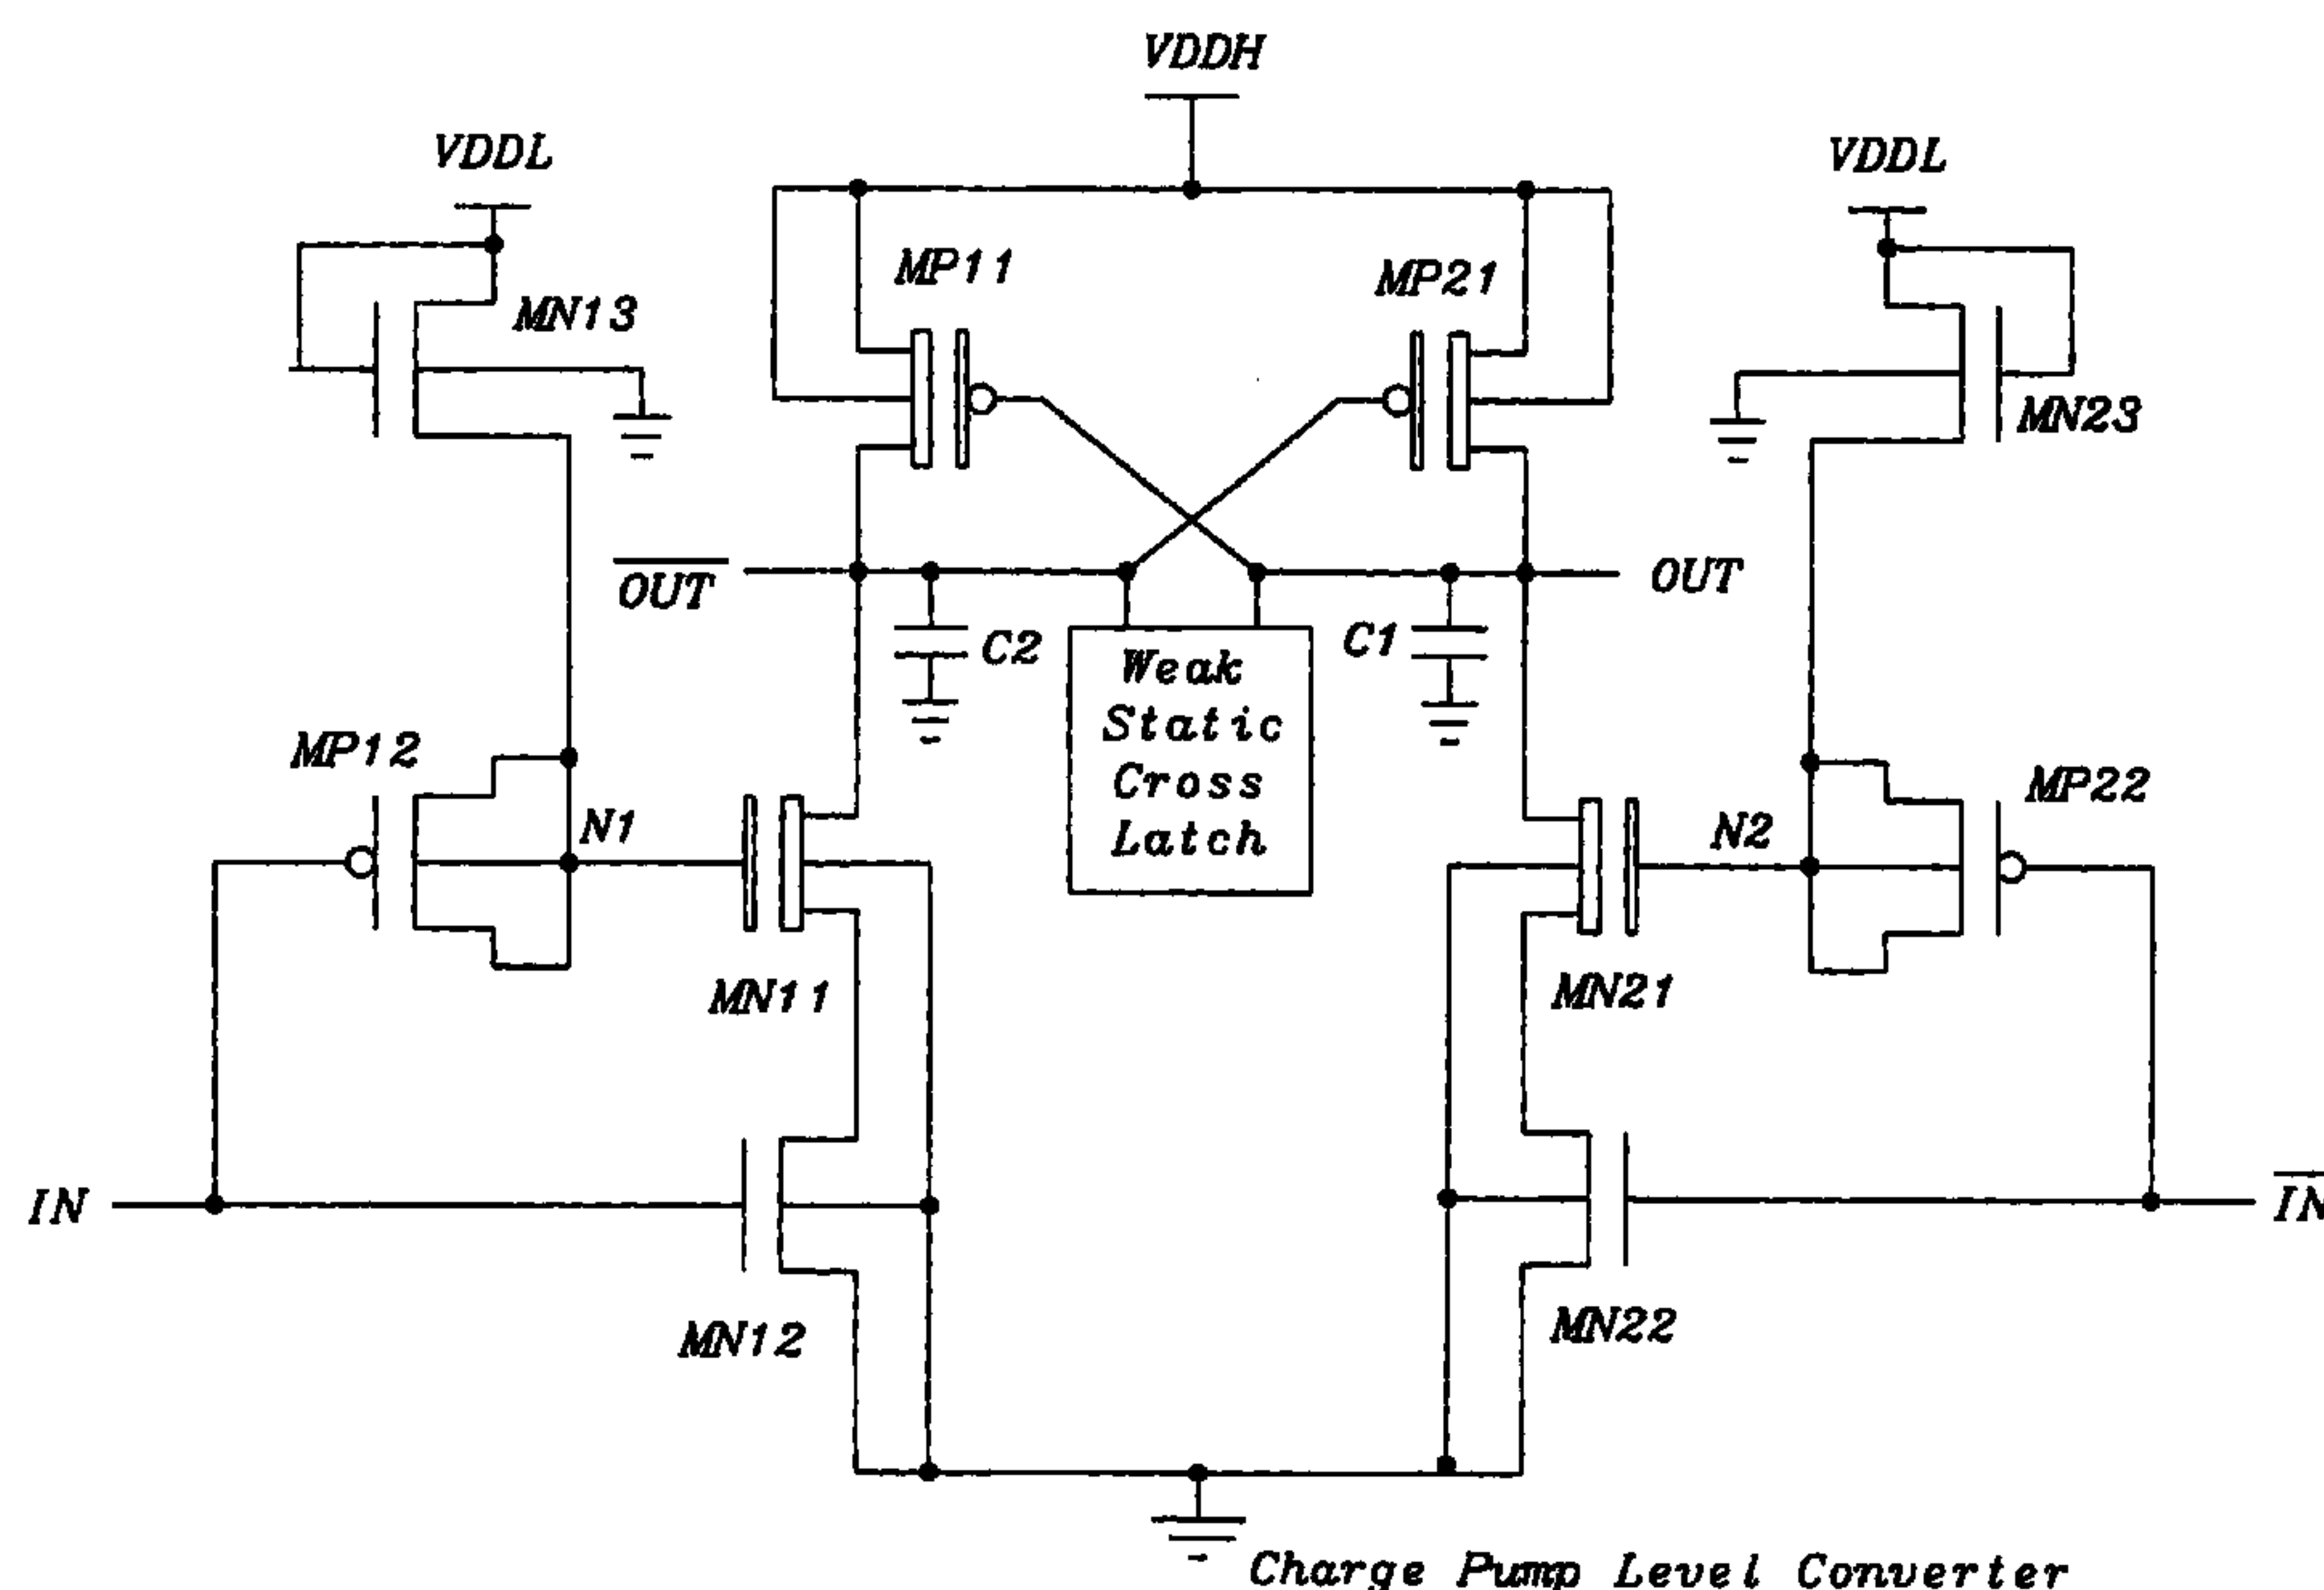 VDDH
VDDL
VDDL
MP11
MP21
MN13
MN23
OUT
OUT
C2
C1
Weak
Static
Cross
Latch
MP12
MP22
N1
N2
MN11
MN21
IN
IN
MN12
MN22
Charge Pump Level Converter